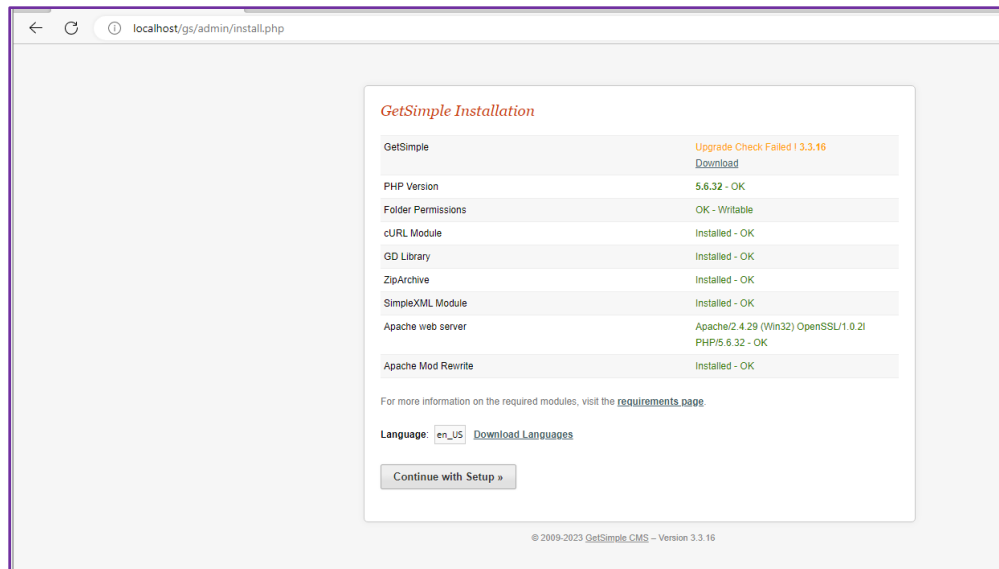 localhost/gs/admin/install.php
GetSimple Installation
GetSimple Upgrade Check Failed ! 3.3.16
Download
PHP Version 5.6.32 - OK
Folder Permissions OK - Writable
cURL Module Installed - OK
GD Library Installed - OK
ZipArchive Installed - OK
SimpleXML Module Installed - OK
Apache web server Apache/2.4.29 (Win32) OpenSSL/1.0.2l
PHP/5.6.32 - OK
Apache Mod Rewrite Installed - OK
For more information on the required modules, visit the requirements page.
Language: en_US Download Languages
Continue with Setup »
© 2009-2023 GetSimple CMS – Version 3.3.16